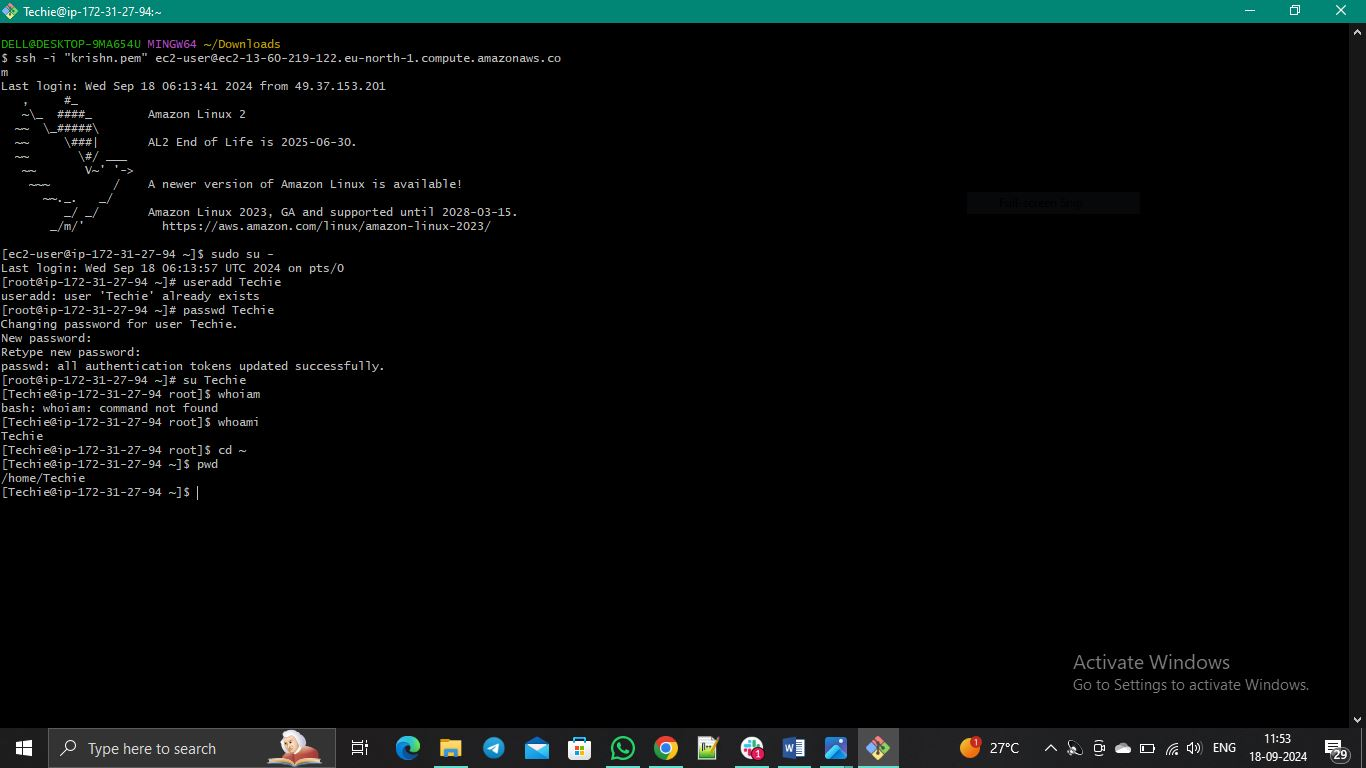 Techie@ip-172-31-27-94:~
DELL@DESKTOP-9MA654U MINGW64 ~/Downloads
$ ssh -i "krishn.pem" ec2-user@ec2-13-60-219-122.eu-north-1.compute.amazonaws.co
m
Last login: Wed Sep 18 06:13:41 2024 from 49.37.153.201
   ,     #_
   ~\_  ####_        Amazon Linux 2
  ~~  \_#####\
  ~~     \###|       AL2 End of Life is 2025-06-30.
  ~~       \#/ ___
   ~~       V~' '->
    ~~~         /    A newer version of Amazon Linux is available!
      ~~._.   _/
         _/ _/       Amazon Linux 2023, GA and supported until 2028-03-15.
       _/m/'           https://aws.amazon.com/linux/amazon-linux-2023/
[ec2-user@ip-172-31-27-94 ~]$ sudo su -
Last login: Wed Sep 18 06:13:57 UTC 2024 on pts/0
[root@ip-172-31-27-94 ~]# useradd Techie
useradd: user 'Techie' already exists
[root@ip-172-31-27-94 ~]# passwd Techie
Changing password for user Techie.
New password:
Retype new password:
passwd: all authentication tokens updated successfully.
[root@ip-172-31-27-94 ~]# su Techie
[Techie@ip-172-31-27-94 root]$ whoiam
bash: whoiam: command not found
[Techie@ip-172-31-27-94 root]$ whoami
Techie
[Techie@ip-172-31-27-94 root]$ cd ~
[Techie@ip-172-31-27-94 ~]$ pwd
/home/Techie
[Techie@ip-172-31-27-94 ~]$
Full-screen Snip
Activate Windows
Go to Settings to activate Windows.
Type here to search
1
1
27°C
ENG
11:53
18-09-2024
29